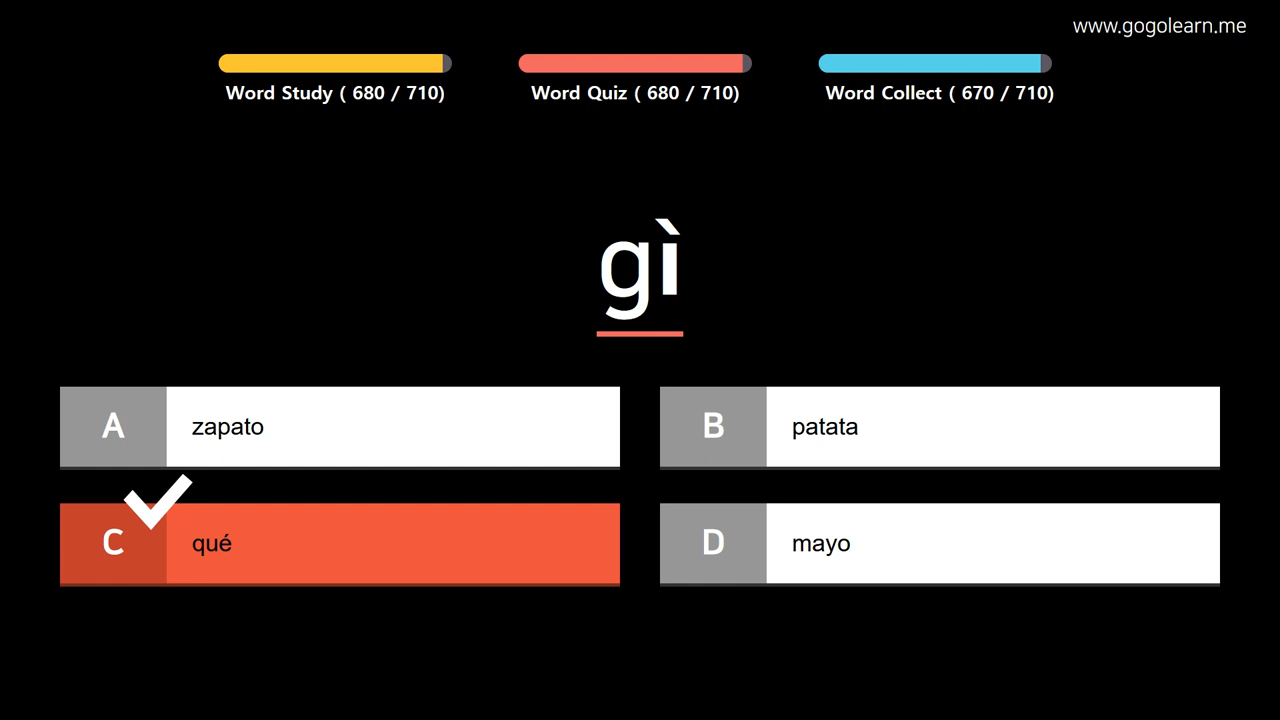 www.gogolearn.me
Word Study ( 680 / 710)
Word Quiz ( 680 / 710)
Word Collect ( 670 / 710)
gì
A zapato
B patata
C qué
D mayo